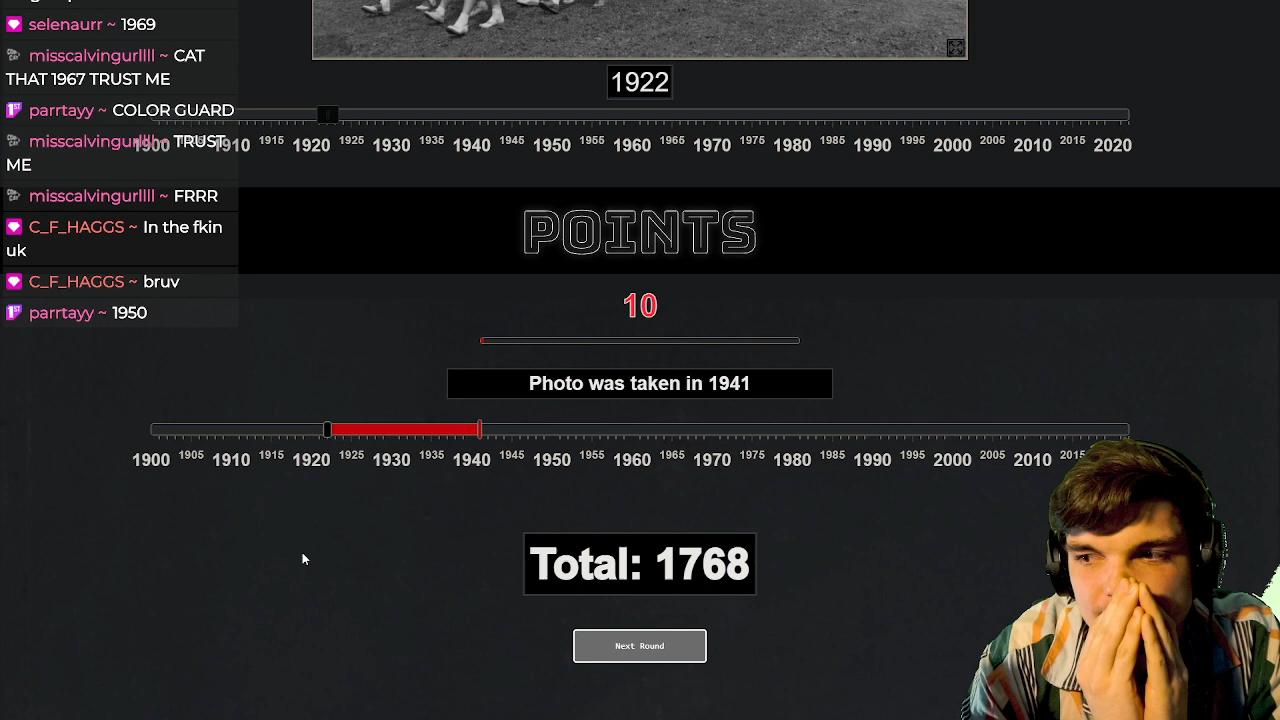 selenaurr ~ 1969
misscalvingurllll ~ CAT
THAT 1967 TRUST ME
parrtayy ~ COLOR GUARD
misscalvingurllll ~ TRUST
ME
misscalvingurllll ~ FRRR
C_F_HAGGS ~ In the fkin
uk
C_F_HAGGS ~ bruv
parrtayy ~ 1950
1922
1900 1910 1915 1920 1925 1930 1935 1940 1945 1950 1955 1960 1965 1970 1975 1980 1985 1990 1995 2000 2005 2010 2015 2020
POINTS
10
Photo was taken in 1941
1900 1905 1910 1915 1920 1925 1930 1935 1940 1945 1950 1955 1960 1965 1970 1975 1980 1985 1990 1995 2000 2005 2010 2015
Total: 1768
Next Round